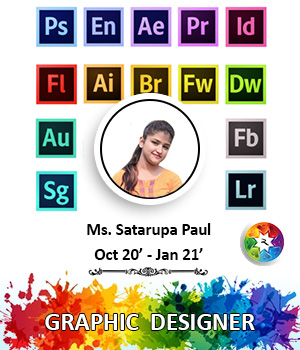 Ps En Ae Pr Id
Fl Ai Br Fw Dw
Au Fb
Sg Lr
Ms. Satarupa Paul
Oct 20’ - Jan 21’
GRAPHIC DESIGNER